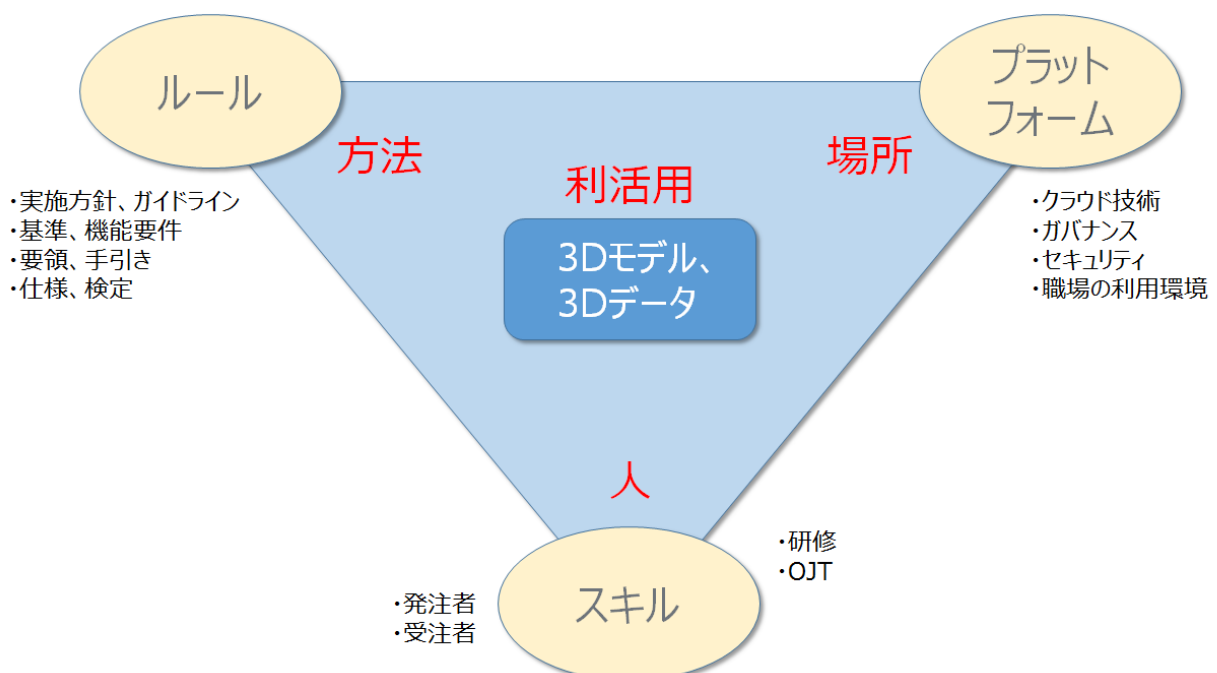 ルール
プラット
フォーム
方法
場所
利活用
3Dモデル、
3Dデータ
・実施方針、ガイドライン
・基準、機能要件
・要領、手引き
・仕様、検定
・クラウド技術
・ガバナンス
・セキュリティ
・職場の利用環境
人
スキル
・研修
・OJT
・発注者
・受注者